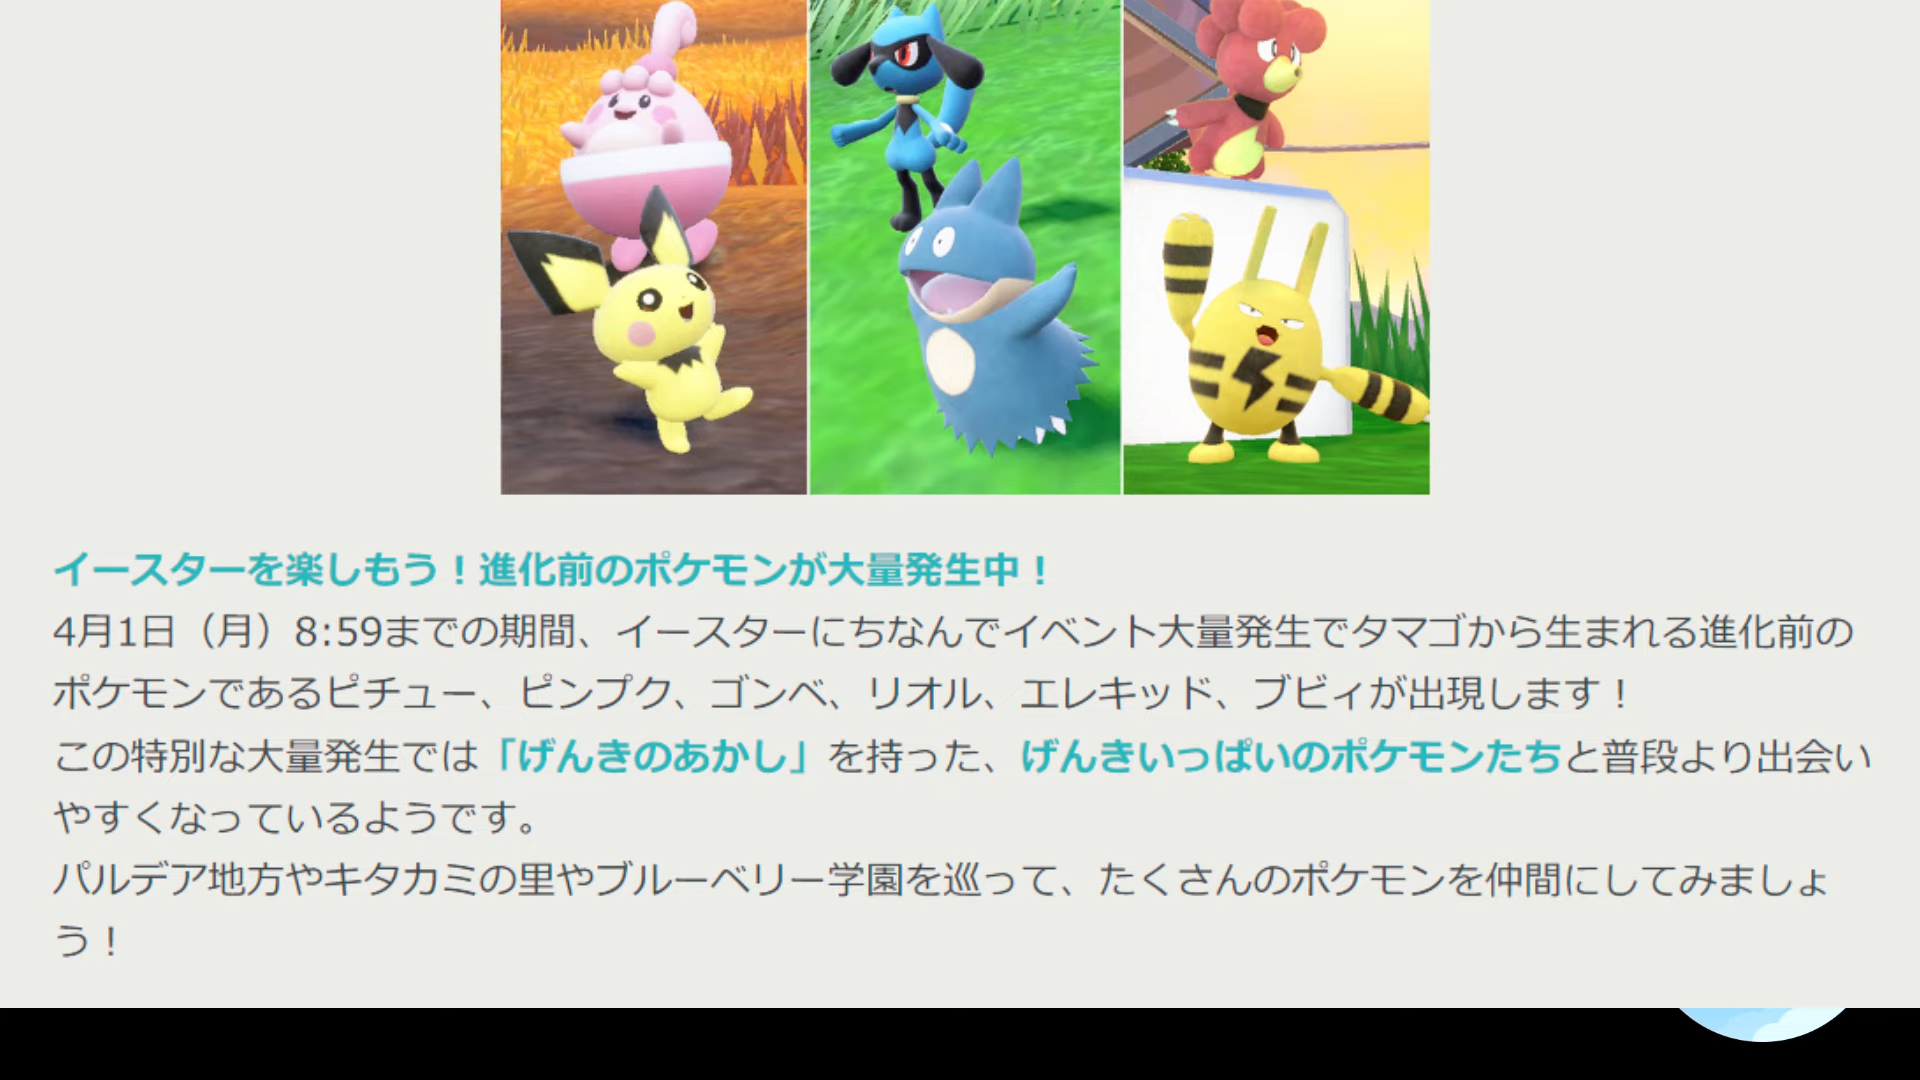 イースターを楽しもう！進化前のポケモンが大量発生中！
4月1日（月）8:59までの期間、イースターにちなんでイベント大量発生でタマゴから生まれる進化前の
ポケモンであるピチュー、ピンプク、ゴンベ、リオル、エレキッド、ブビィが出現します！
この特別な大量発生では「げんきのあかし」を持った、げんきいっぱいのポケモンたちと普段より出会い
やすくなっているようです。
パルデア地方やキタカミの里やブルーベリー学園を巡って、たくさんのポケモンを仲間にしてみましょ
う！